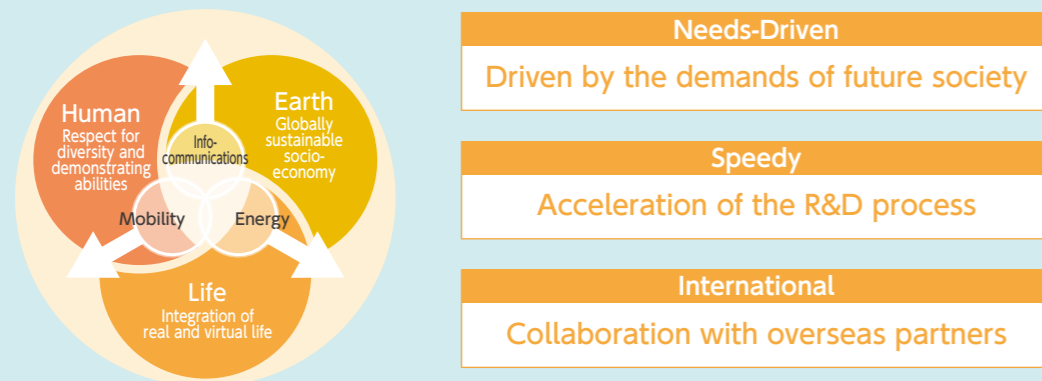 Human
Respect for
diversity and
demonstrating
abilities
Earth
Globally
sustainable
socio-
economy
Info-
communications
Mobility
Energy
Life
Integration of
real and virtual life
Needs-Driven
Driven by the demands of future society
Speedy
Acceleration of the R&D process
International
Collaboration with overseas partners